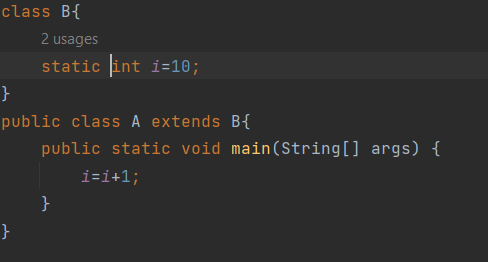 class B{
2 usages
static int i=10;
}
public class A extends B{
public static void main(String[] args) {
i=i+1;
}
}